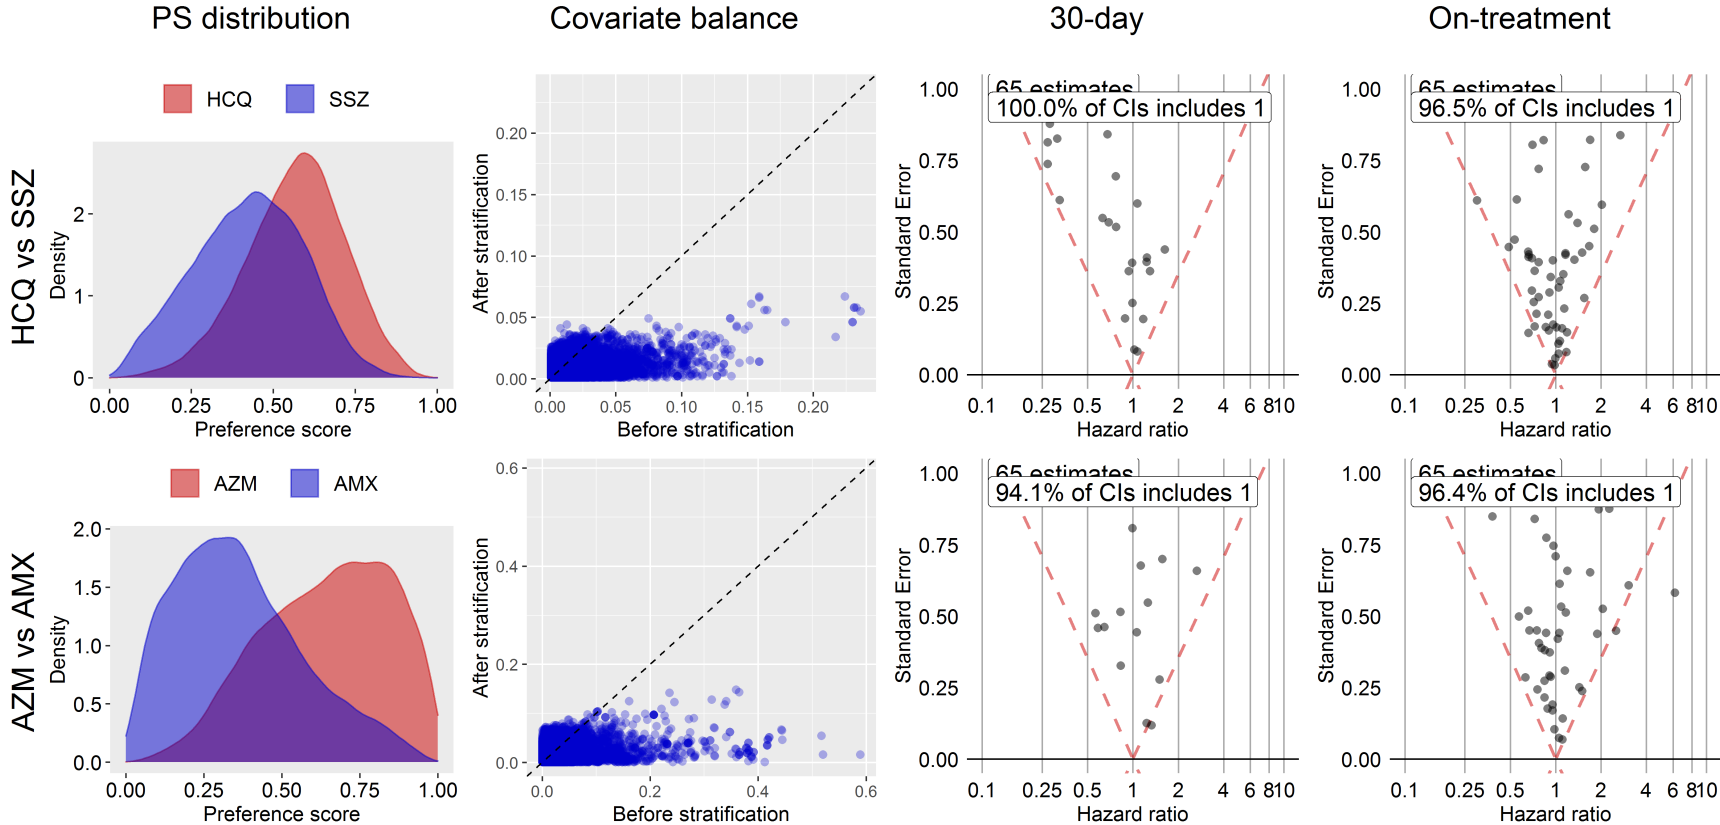 PS distribution
Covariate balance
30-day
On-treatment
HCQ vs SSZ
HCQ
SSZ
Density
2
1
0
0.00 0.25 0.50 0.75 1.00
Preference score
After stratification
0.20
0.15
0.10
0.05
0.00
0.00 0.05 0.10 0.15 0.20
Before stratification
65 estimates
100.0% of CIs includes 1
Standard Error
1.00
0.75
0.50
0.25
0.00
0.1 0.25 0.5 1 2 4 6 8 10
Hazard ratio
65 estimates
96.5% of CIs includes 1
Standard Error
1.00
0.75
0.50
0.25
0.00
0.1 0.25 0.5 1 2 4 6 8 10
Hazard ratio
AZM vs AMX
AZM
AMX
Density
2.0
1.5
1.0
0.5
0.0
0.00 0.25 0.50 0.75 1.00
Preference score
After stratification
0.6
0.4
0.2
0.0
0.0 0.2 0.4 0.6
Before stratification
65 estimates
94.1% of CIs includes 1
Standard Error
1.00
0.75
0.50
0.25
0.00
0.1 0.25 0.5 1 2 4 6 8 10
Hazard ratio
65 estimates
96.4% of CIs includes 1
Standard Error
1.00
0.75
0.50
0.25
0.00
0.1 0.25 0.5 1 2 4 6 8 10
Hazard ratio